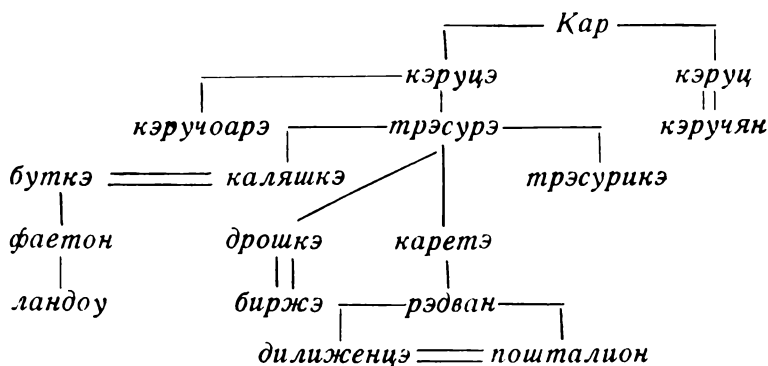 Кар
кэруцэ кэруц
кэручоарэ трэсурэ кэручян
буткэ каляшкэ трэсурикэ
фаетон дрошкэ каретэ
ландоу биржэ рэдван
дилиженцэ пошталион